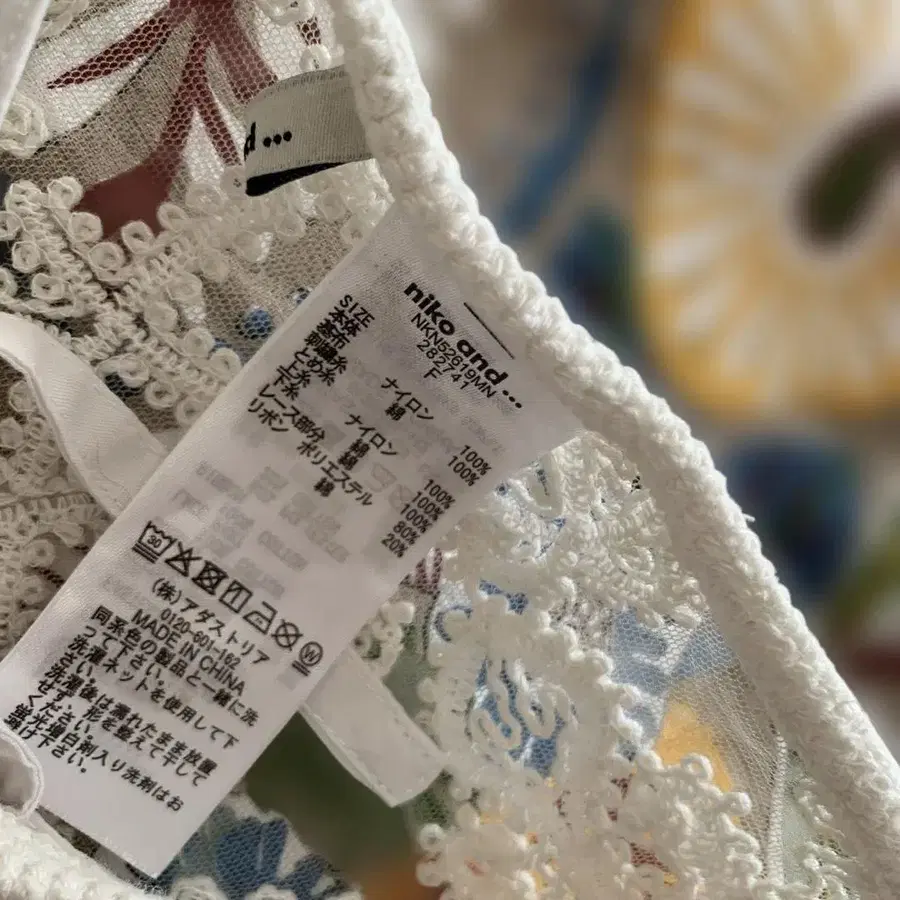 d ...
niko and...
NKN52619MN
282741
F
SIZE
本体 ナイロン 100%
綿 100%
刺繍糸
とめ糸 ナイロン 100%
上糸 綿 100%
下糸 綿 100%
レース部分 ポリエステル 80%
リボン 綿 20%
30
W
(株)アダストリア
0120-601-162
MADE IN CHINA
同系色の製品と一緒に洗
って下さい。
洗濯ネットを使用して下
さい。
洗濯後は濡れたまま放置
せず、形を整えて干して
ください。
蛍光増白剤入り洗剤はお
避け下さい。